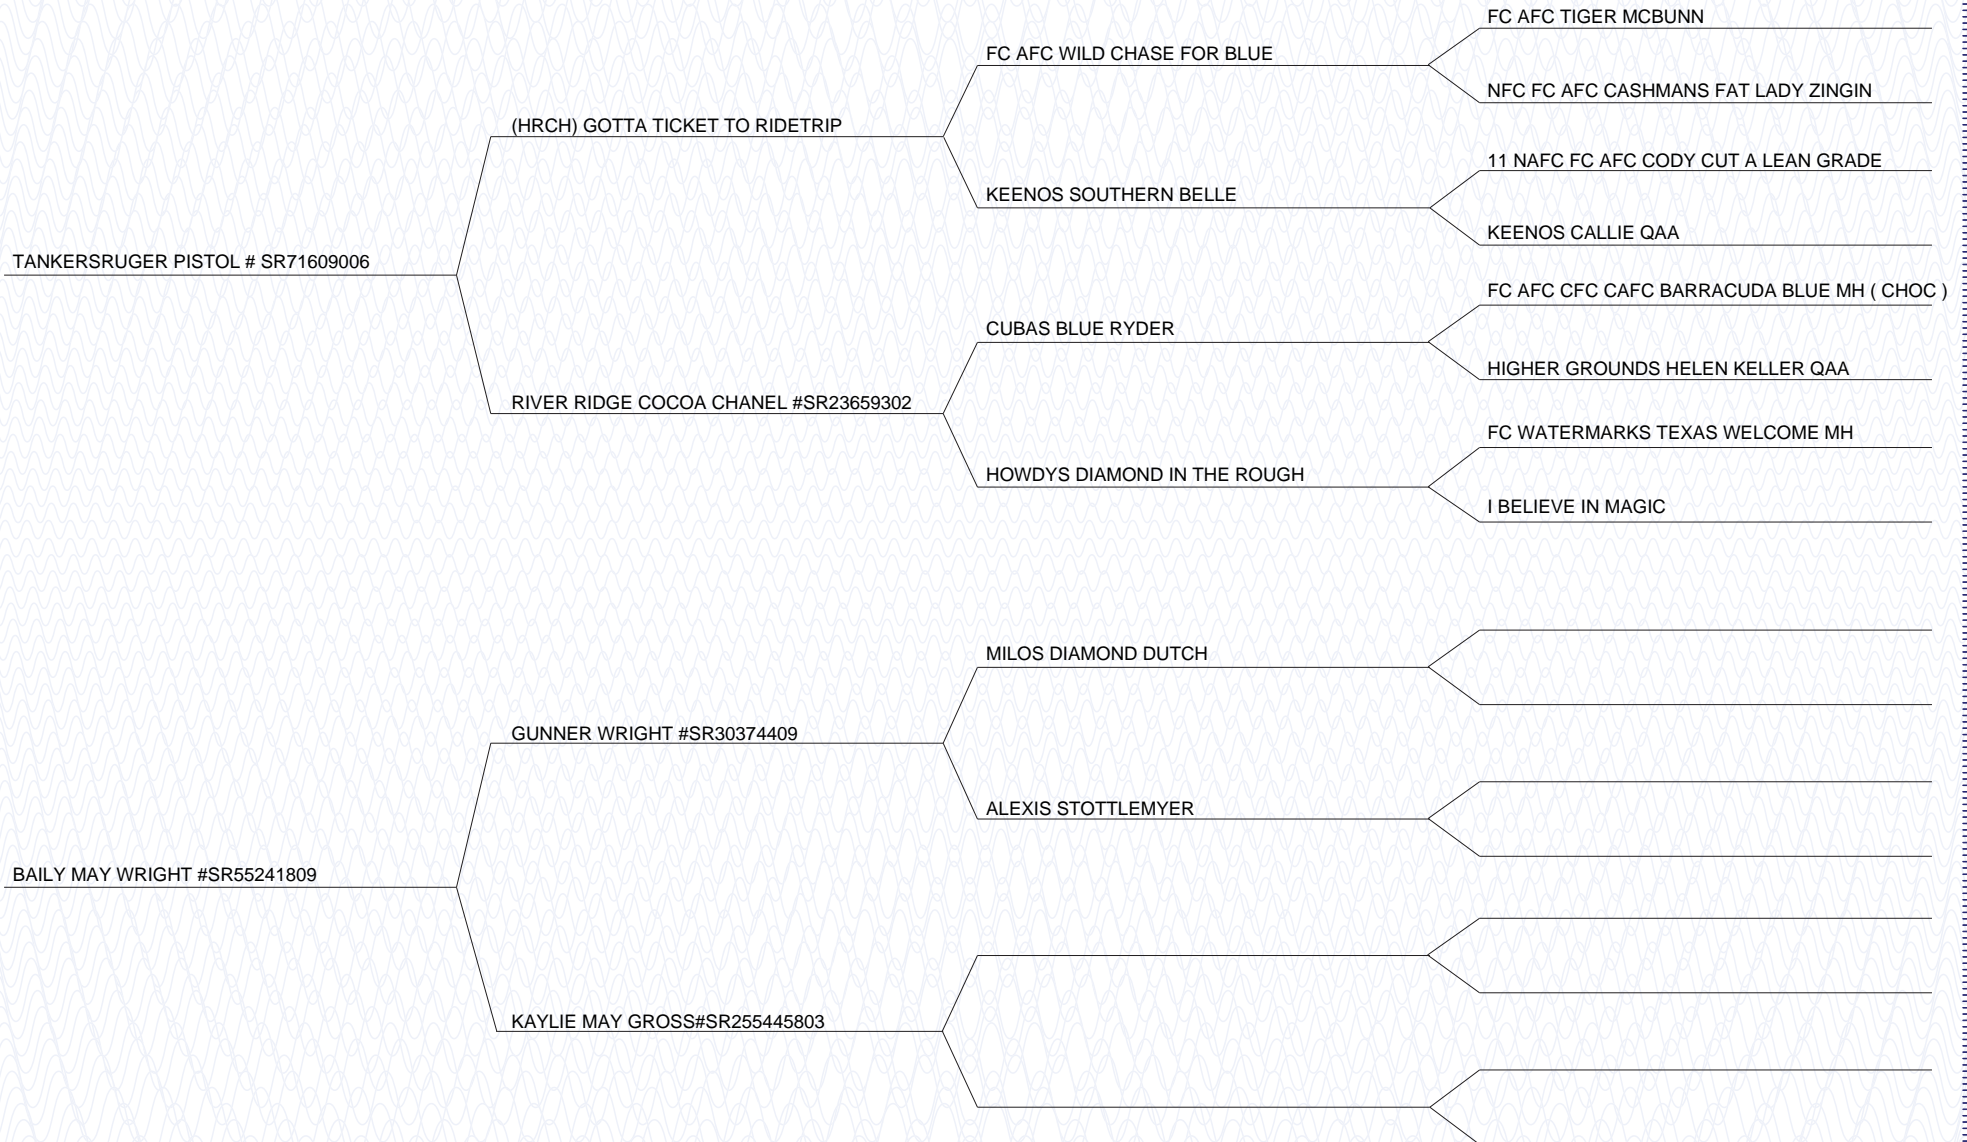 FC AFC TIGER MCBUNN
FC AFC WILD CHASE FOR BLUE
NFC FC AFC CASHMANS FAT LADY ZINGIN
(HRCH) GOTTA TICKET TO RIDETRIP
11 NAFC FC AFC CODY CUT A LEAN GRADE
KEENOS SOUTHERN BELLE
KEENOS CALLIE QAA
TANKERSRUGER PISTOL # SR71609006
FC AFC CFC CAFC BARRACUDA BLUE MH ( CHOC )
CUBAS BLUE RYDER
HIGHER GROUNDS HELEN KELLER QAA
RIVER RIDGE COCOA CHANEL #SR23659302
FC WATERMARKS TEXAS WELCOME MH
HOWDYS DIAMOND IN THE ROUGH
I BELIEVE IN MAGIC
MILOS DIAMOND DUTCH
GUNNER WRIGHT #SR30374409
ALEXIS STOTTLEMYER
BAILY MAY WRIGHT #SR55241809
KAYLIE MAY GROSS#SR255445803